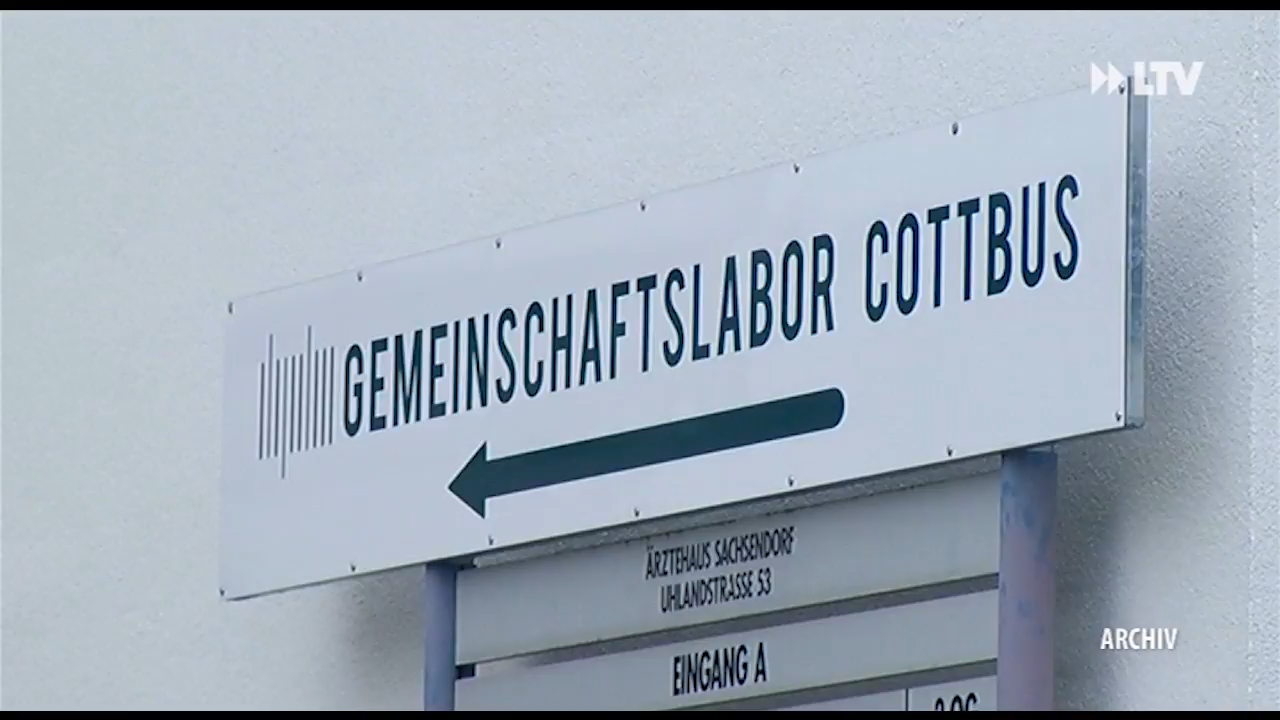 LTV
GEMEINSCHAFTSLABOR COTTBUS
ÄRZTEHAUS SACHSENDORF
UHLANDSTRASSE 53
EINGANG A
ARCHIV